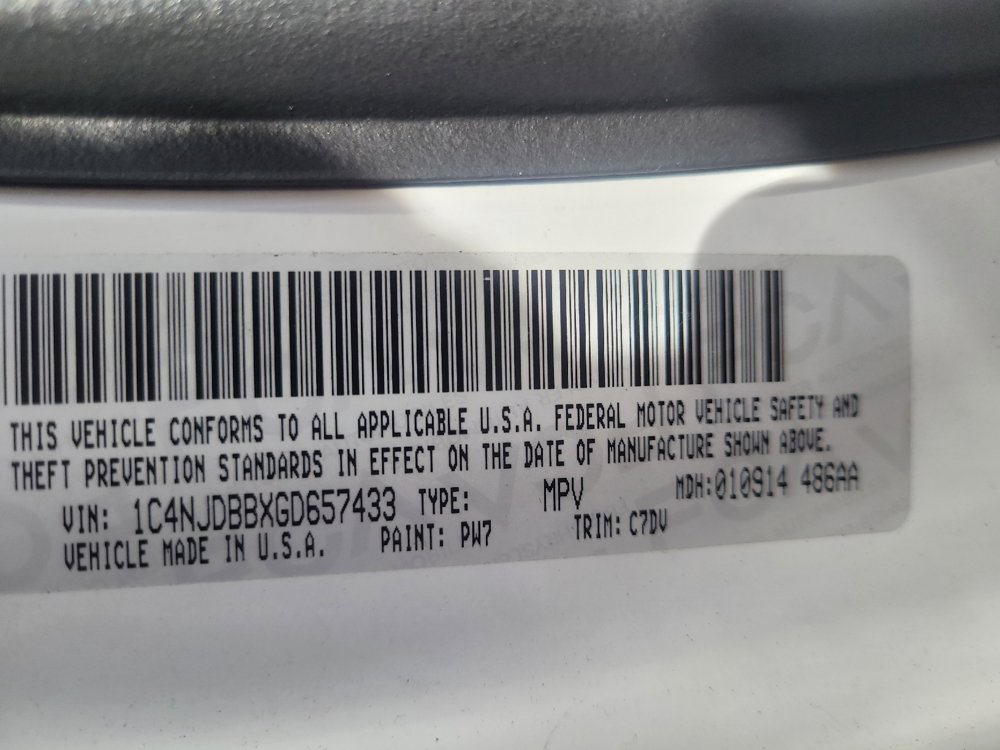 THIS VEHICLE CONFORMS TO ALL APPLICABLE U.S.A. FEDERAL MOTOR VEHICLE SAFETY AND
THEFT PREVENTION STANDARDS IN EFFECT ON THE DATE OF MANUFACTURE SHOWN ABOVE.
VIN: 1C4NJDBBXGD657433 TYPE: MPV MDH:010914 486AA
VEHICLE MADE IN U.S.A. PAINT: PW7 TRIM: C7DV